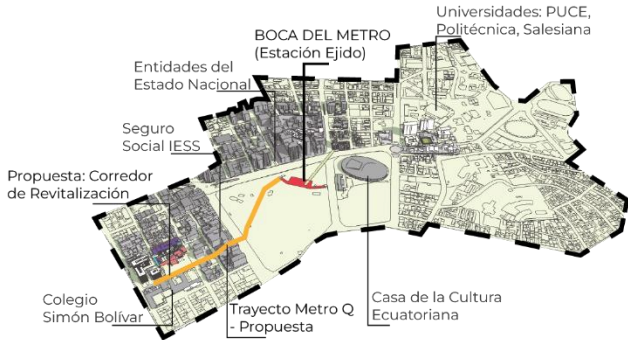 Universidades: PUCE,
Politécnica, Salesiana
BOCA DEL METRO
(Estación Ejido)
Entidades del
Estado Nacional
Seguro
Social IESS
Propuesta: Corredor
de Revitalización
Colegio
Simón Bolívar
Trayecto Metro Q
- Propuesta
Casa de la Cultura
Ecuatoriana